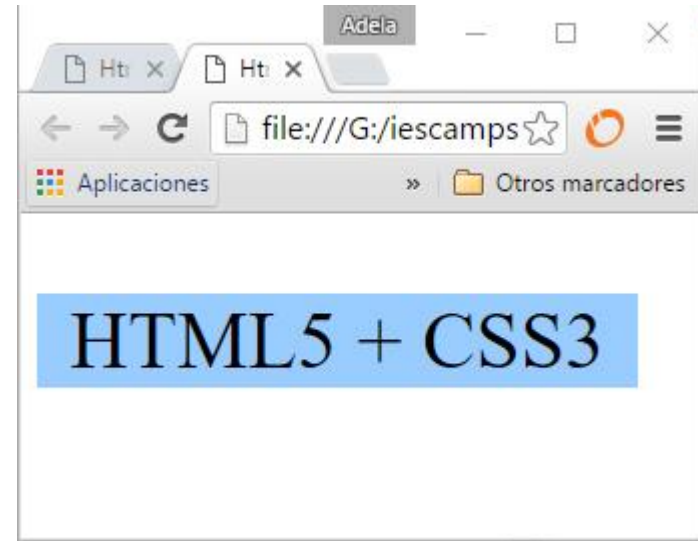 Adela
Ht Ht
file:///G:/iescamps
Aplicaciones » Otros marcadores
HTML5 + CSS3